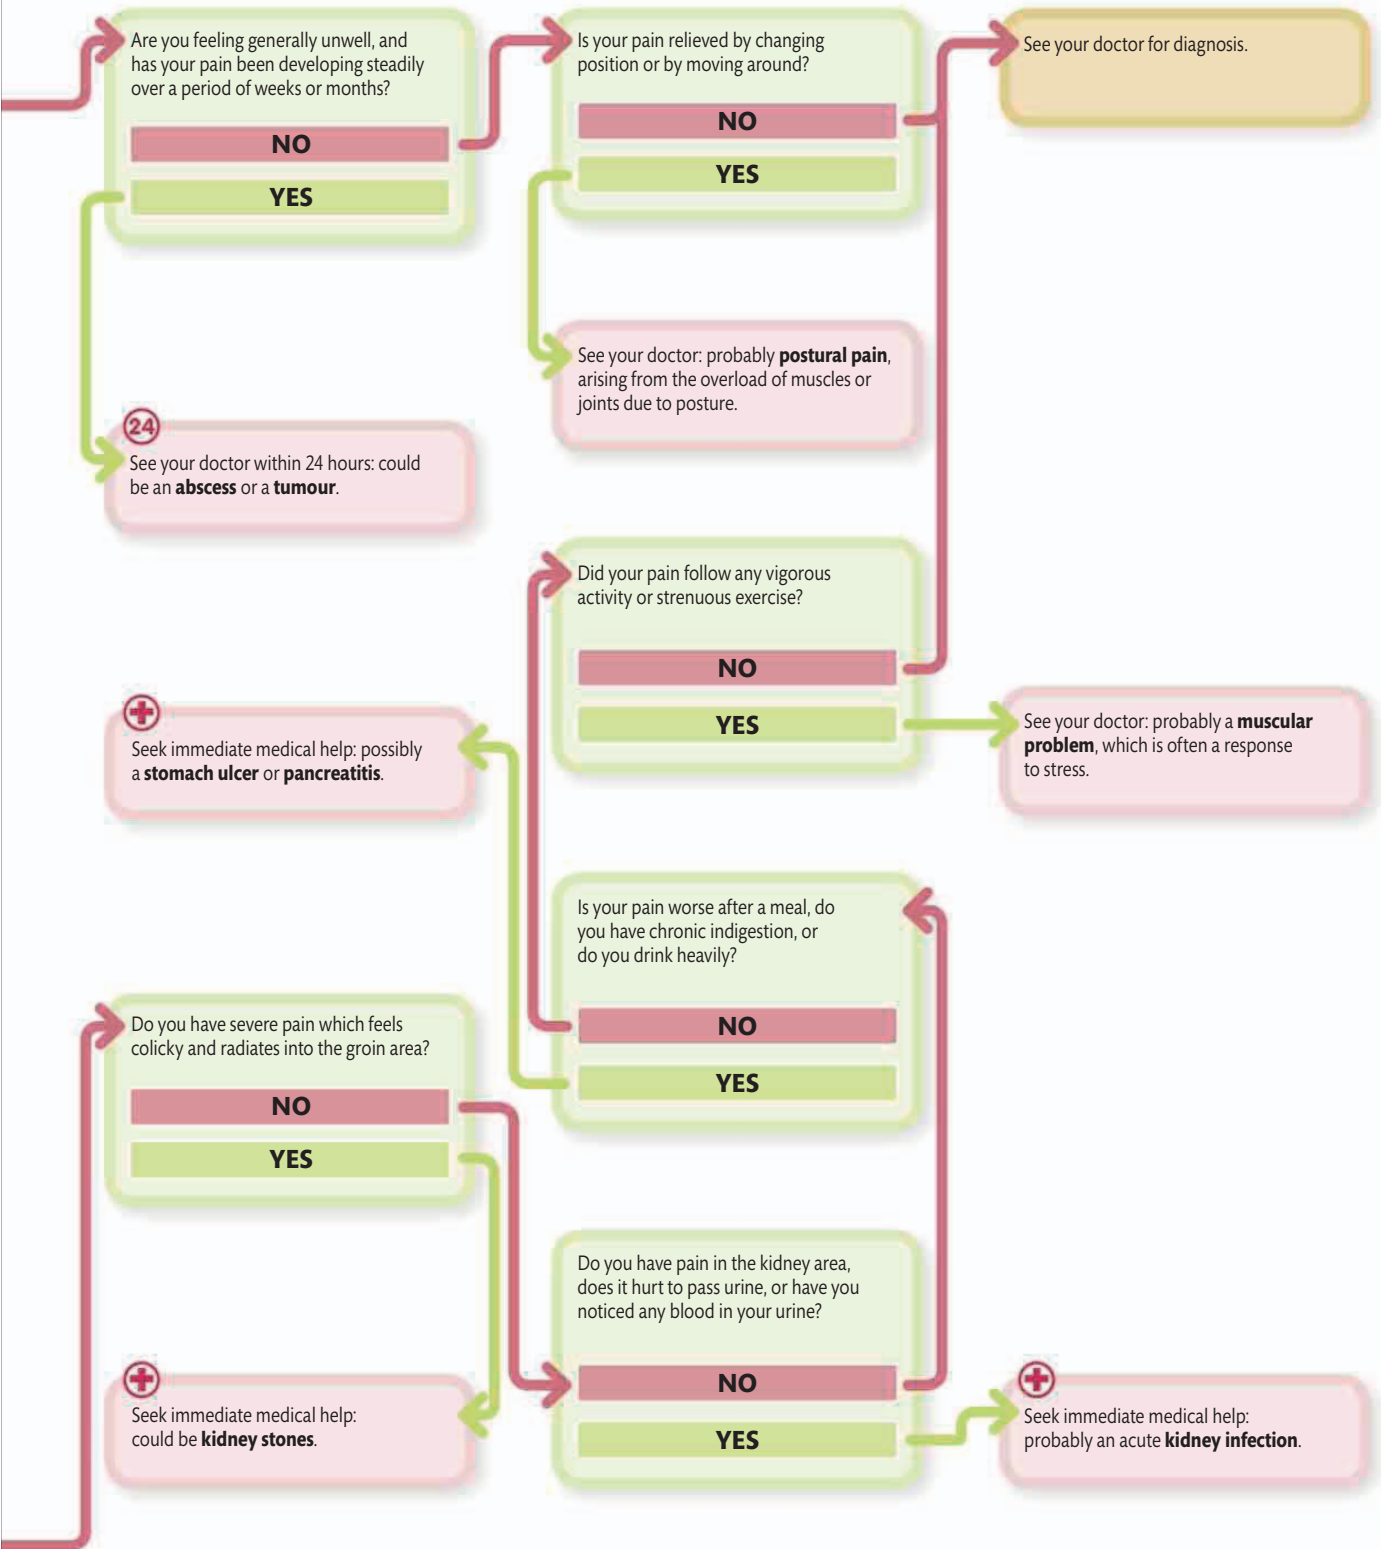 Are you feeling generally unwell, and
has your pain been developing steadily
over a period of weeks or months?
NO
YES
Is your pain relieved by changing
position or by moving around?
NO
YES
See your doctor for diagnosis.
See your doctor: probably postural pain,
arising from the overload of muscles or
joints due to posture.
24
See your doctor within 24 hours: could
be an abscess or a tumour.
Did your pain follow any vigorous
activity or strenuous exercise?
NO
YES
Seek immediate medical help: possibly
a stomach ulcer or pancreatitis.
See your doctor: probably a muscular
problem, which is often a response
to stress.
Is your pain worse after a meal, do
you have chronic indigestion, or
do you drink heavily?
NO
YES
Do you have severe pain which feels
colicky and radiates into the groin area?
NO
YES
Do you have pain in the kidney area,
does it hurt to pass urine, or have you
noticed any blood in your urine?
NO
YES
Seek immediate medical help:
could be kidney stones.
Seek immediate medical help:
probably an acute kidney infection.